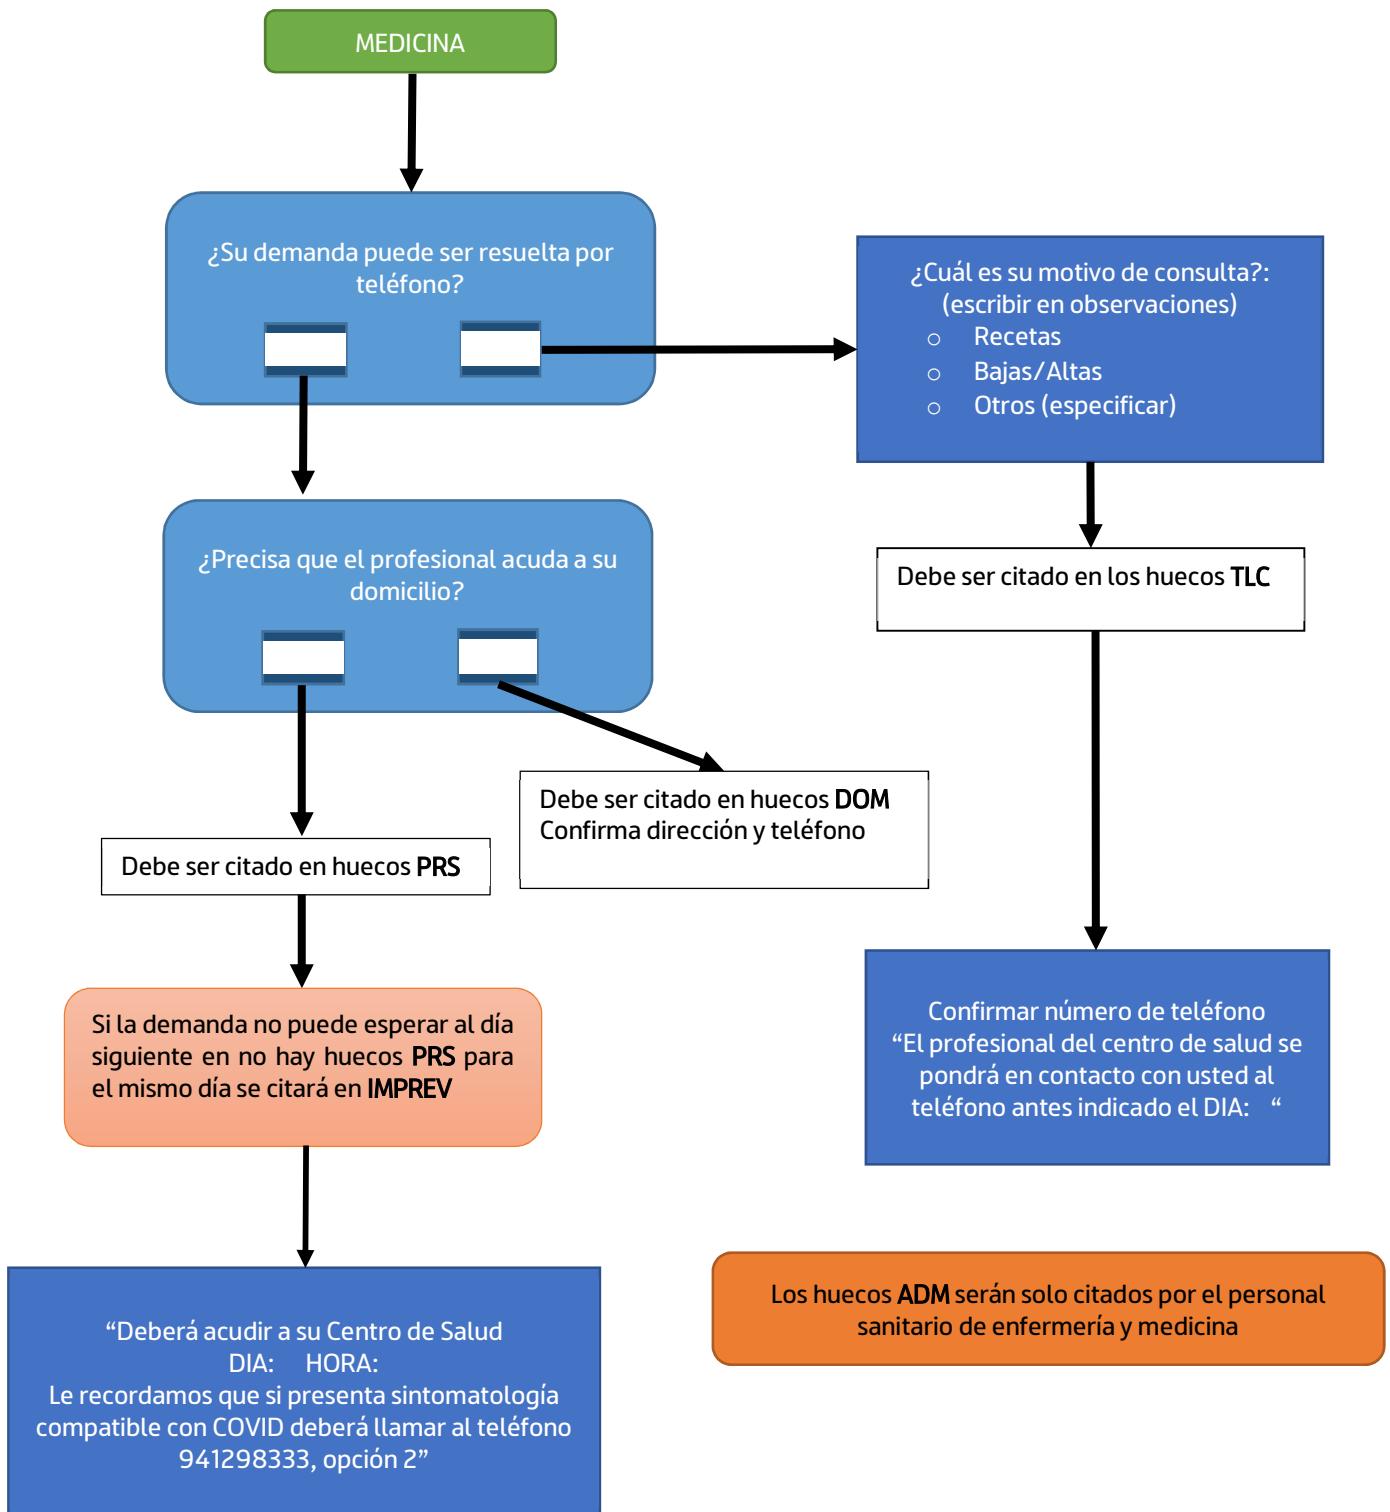 MEDICINA
¿Su demanda puede ser resuelta por
teléfono?
¿Cuál es su motivo de consulta?:
(escribir en observaciones)
o Recetas
o Bajas/Altas
o Otros (especificar)
¿Precisa que el profesional acuda a su
domicilio?
Debe ser citado en los huecos TLC
Debe ser citado en huecos DOM
Confirma dirección y teléfono
Debe ser citado en huecos PRS
Si la demanda no puede esperar al día
siguiente en no hay huecos PRS para
el mismo día se citará en IMPREV
Confirmar número de teléfono
“El profesional del centro de salud se
pondrá en contacto con usted al
teléfono antes indicado el DIA: “
Los huecos ADM serán solo citados por el personal
sanitario de enfermería y medicina
“Deberá acudir a su Centro de Salud
DIA: HORA:
Le recordamos que si presenta sintomatología
compatible con COVID deberá llamar al teléfono
941298333, opción 2”